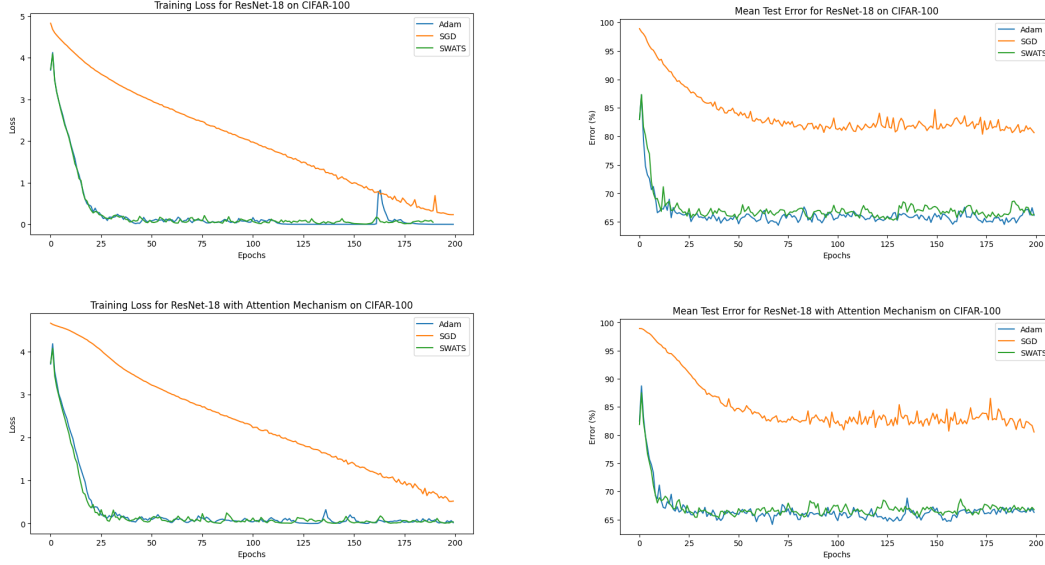 Training Loss for ResNet-18 on CIFAR-100
5
4
3
2
1
0
Loss
0 25 50 75 100 125 150 175 200
Epochs
Adam
SGD
SWATS
Mean Test Error for ResNet-18 on CIFAR-100
100
95
90
85
80
75
70
65
Error (%)
0 25 50 75 100 125 150 175 200
Epochs
Adam
SGD
SWATS
Training Loss for ResNet-18 with Attention Mechanism on CIFAR-100
4
3
2
1
0
Loss
0 25 50 75 100 125 150 175 200
Epochs
Adam
SGD
SWATS
Mean Test Error for ResNet-18 with Attention Mechanism on CIFAR-100
100
95
90
85
80
75
70
65
Error (%)
0 25 50 75 100 125 150 175 200
Epochs
Adam
SGD
SWATS